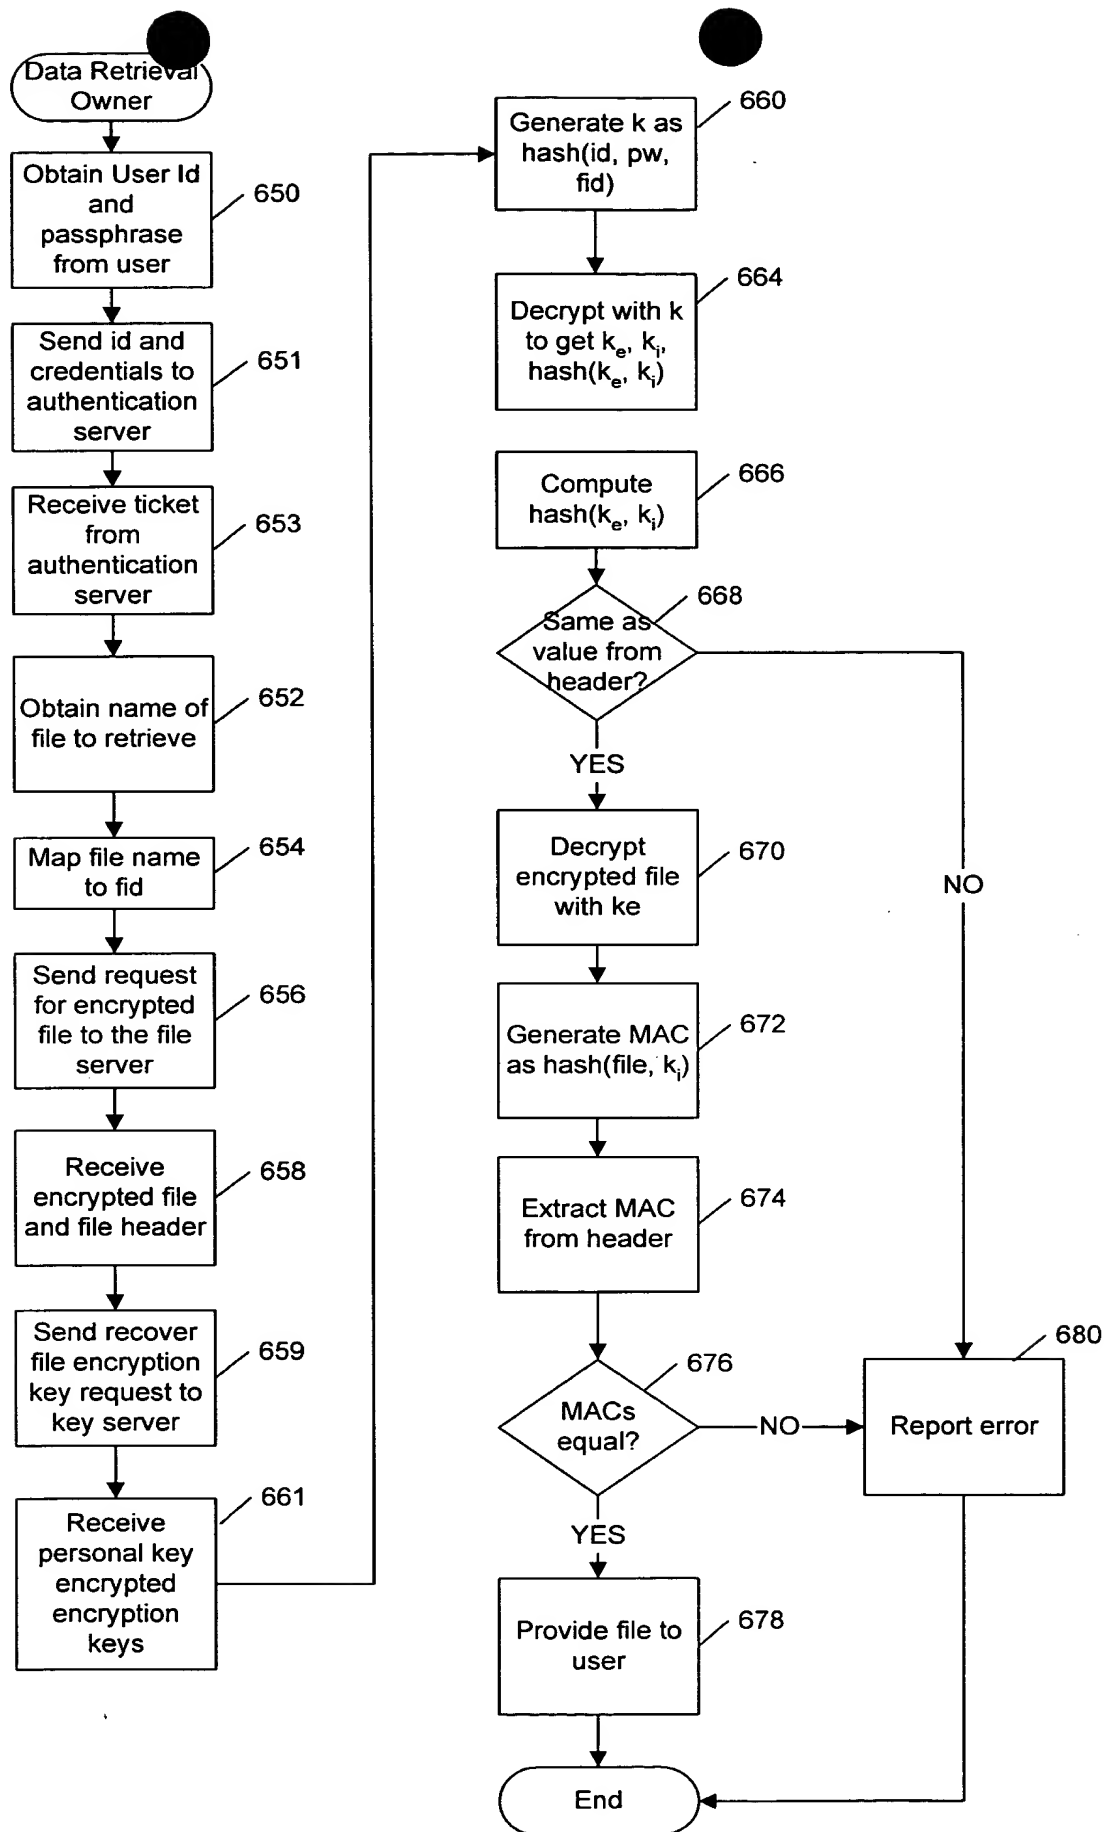 Data Retrieval
Owner
Obtain User Id
and
passphrase
from user
650
Send id and
credentials to
authentication
server
651
Receive ticket
from
authentication
server
653
Obtain name of
file to retrieve
652
Map file name
to fid
654
Send request
for encrypted
file to the file
server
656
Receive
encrypted file
and file header
658
Send recover
file encryption
key request to
key server
659
Receive
personal key
encrypted
encryption
keys
661
Generate k as
hash(id, pw,
fid)
660
Decrypt with k
to get kₑ, kᵢ,
hash(kₑ, kᵢ)
664
Compute
hash(kₑ, kᵢ)
666
Same as
value from
header?
668
YES
NO
Decrypt
encrypted file
with ke
670
Generate MAC
as hash(file, kᵢ)
672
Extract MAC
from header
674
MACs
equal?
676
NO
YES
Report error
680
Provide file to
user
678
End